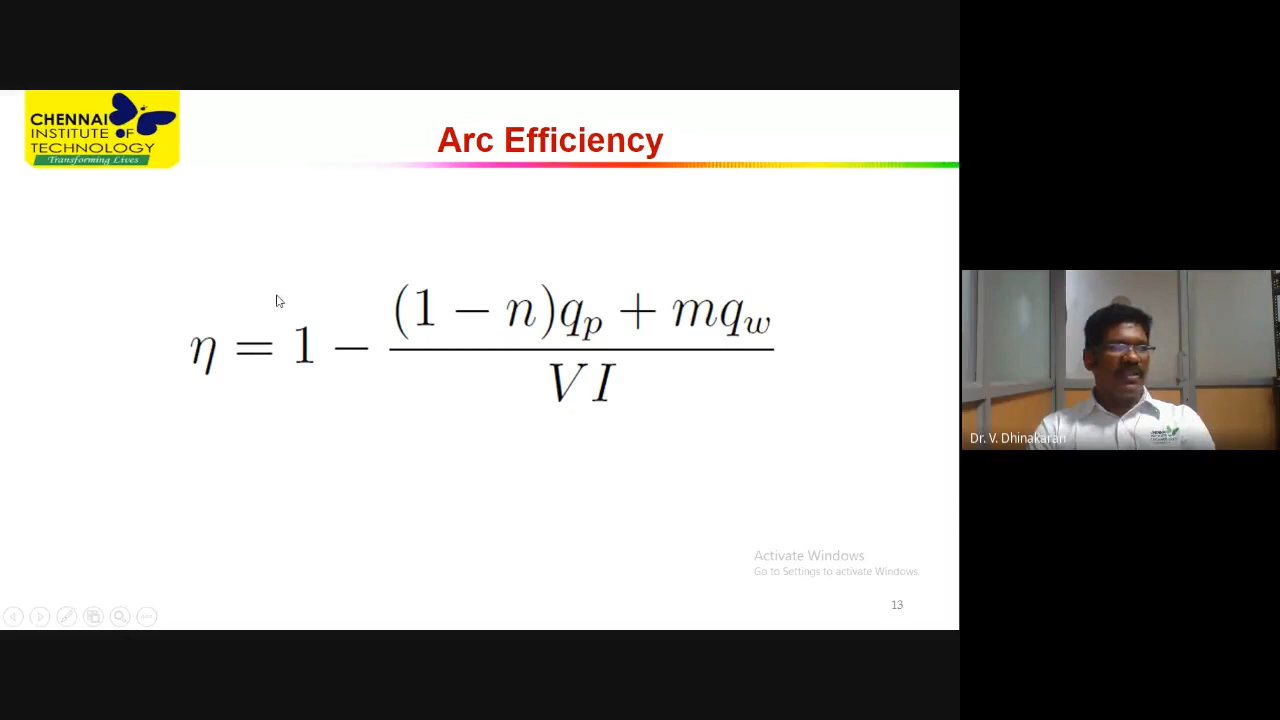 CHENNAI
INSTITUTE OF
TECHNOLOGY
Transforming Lives
Arc Efficiency
η = 1 − ((1 − n)qₚ + mq_w) / (VI)
Activate Windows
Go to Settings to activate Windows.
13
Dr. V. Dhinakaran